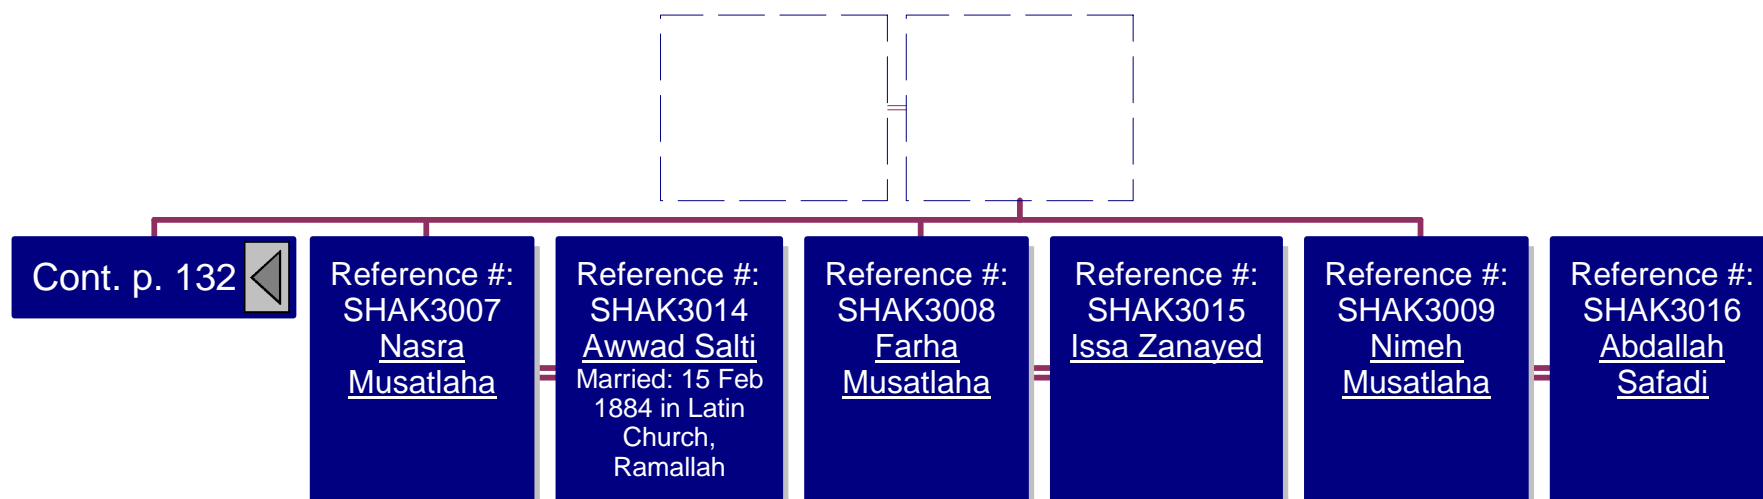 Cont. p. 132
Reference #:
SHAK3007
Nasra
Musatlaha
Reference #:
SHAK3014
Awwad Salti
Married: 15 Feb
1884 in Latin
Church,
Ramallah
Reference #:
SHAK3008
Farha
Musatlaha
Reference #:
SHAK3015
Issa Zanayed
Reference #:
SHAK3009
Nimeh
Musatlaha
Reference #:
SHAK3016
Abdallah
Safadi